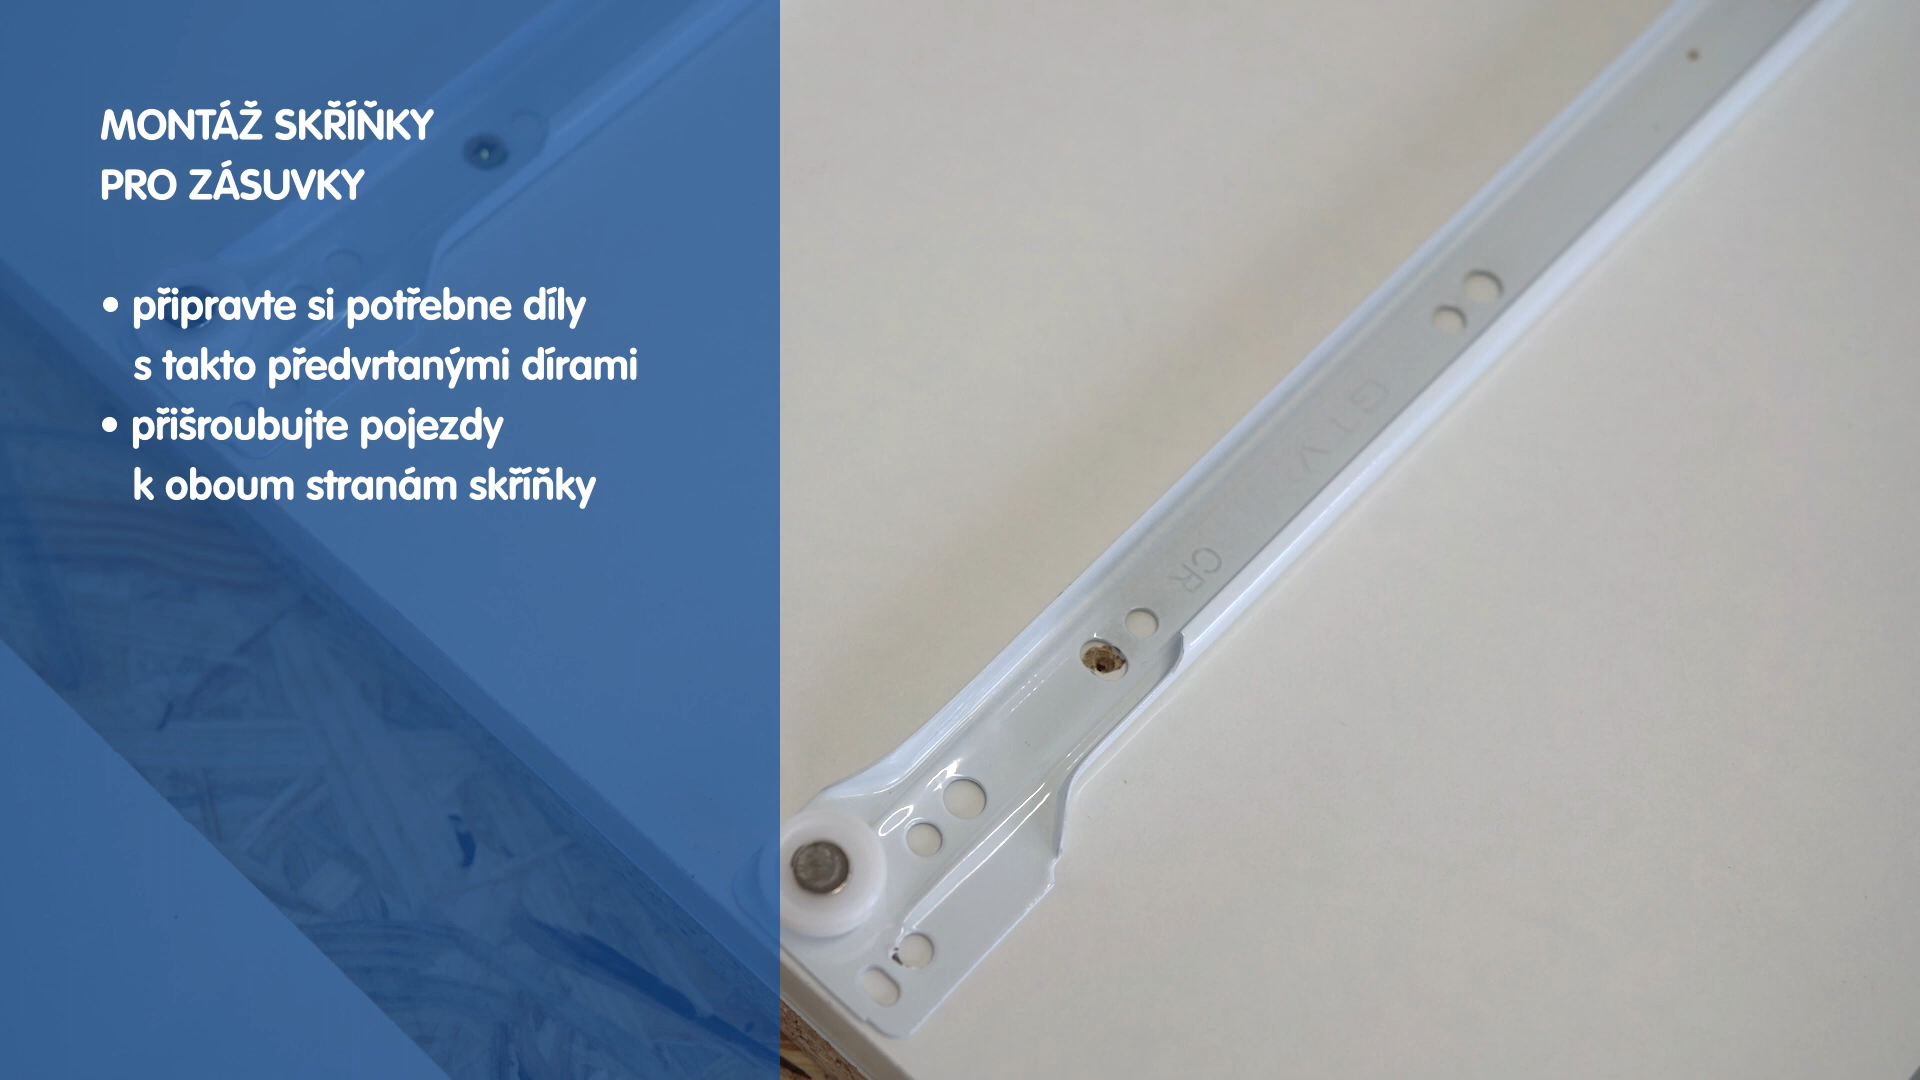 MONTÁŽ SKŘÍŇKY
PRO ZÁSUVKY
• připravte si potřebne díly
s takto předvrtanými dírami
• přišroubujte pojezdy
k oboum stranám skříňky
GTV
CR